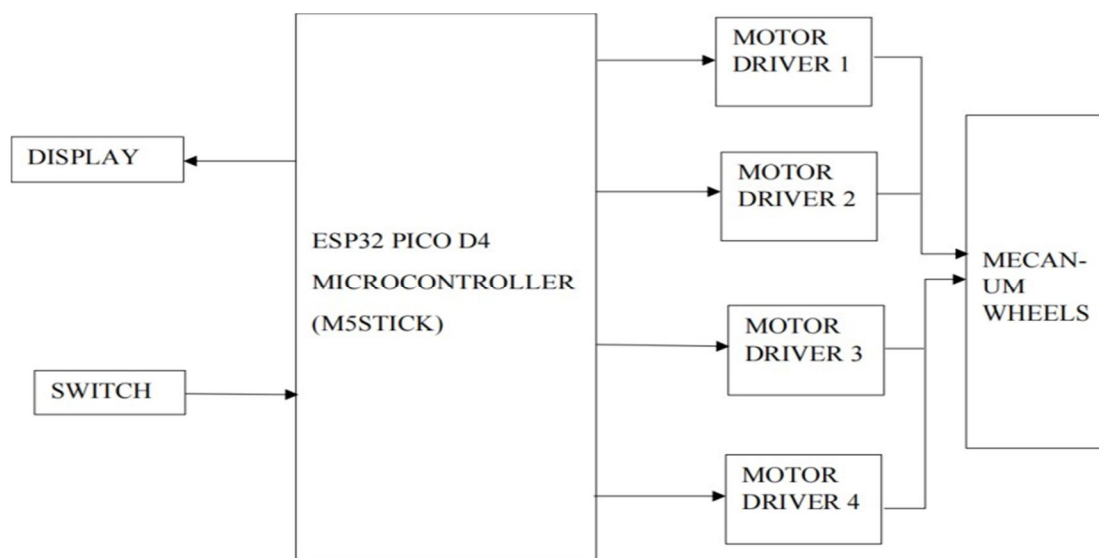 DISPLAY
SWITCH
ESP32 PICO D4
MICROCONTROLLER
(M5STICK)
MOTOR
DRIVER 1
MOTOR
DRIVER 2
MOTOR
DRIVER 3
MOTOR
DRIVER 4
MECAN-
UM
WHEELS